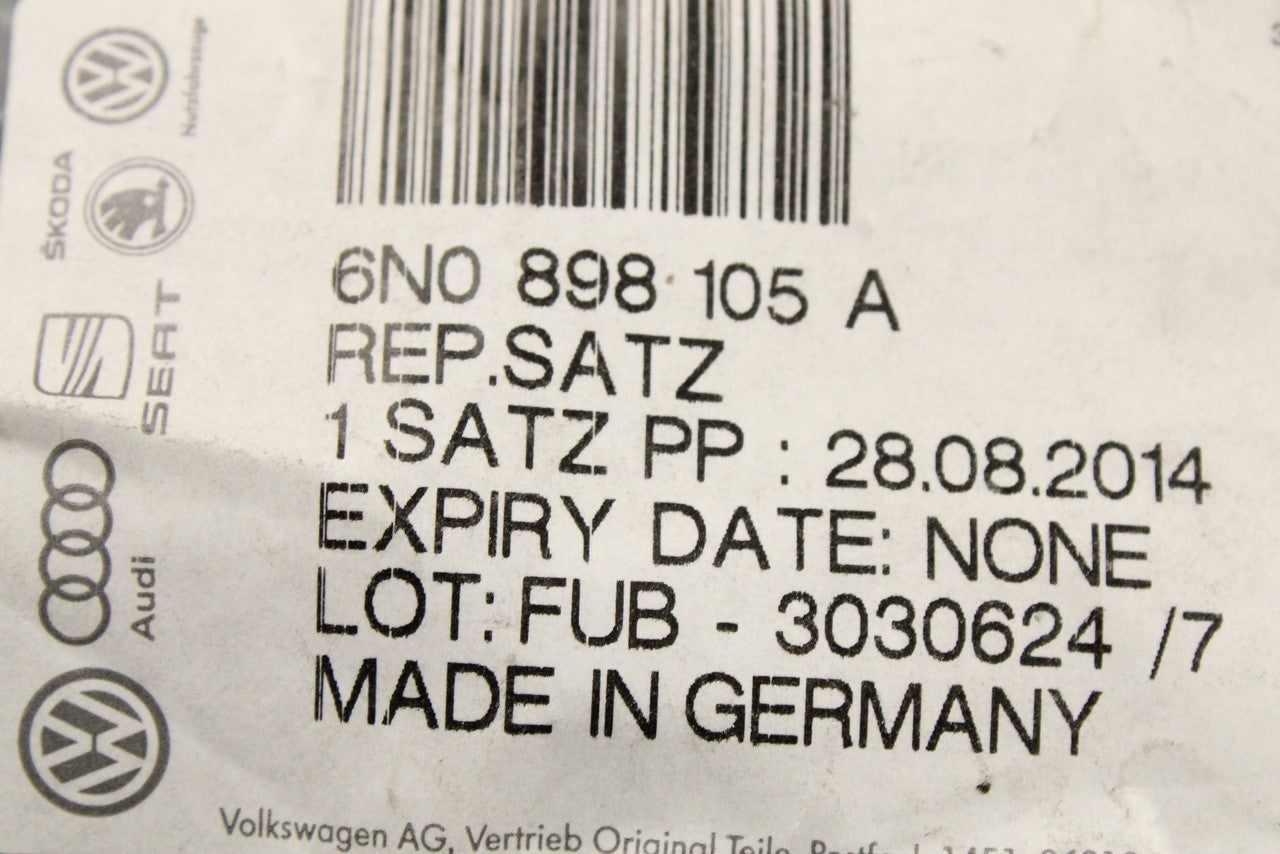 6N0 898 105 A
REP.SATZ
1 SATZ PP : 28.08.2014
EXPIRY DATE: NONE
LOT: FUB - 3030624 /7
MADE IN GERMANY
Volkswagen AG, Vertrieb Original Teile,
Nutzfahrzeuge
ŠKODA
SEAT
Audi